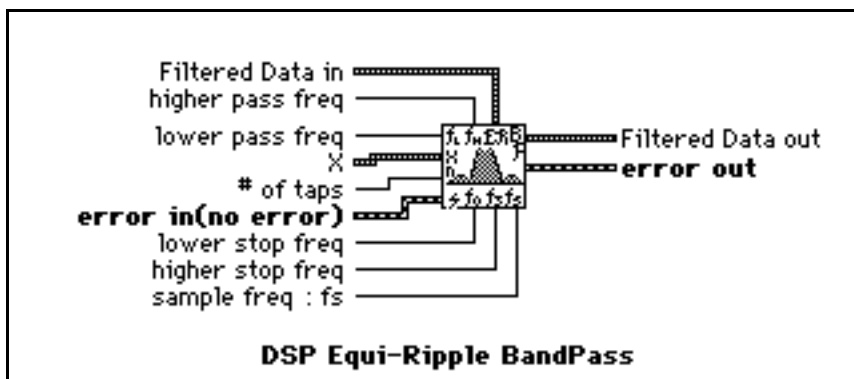 Filtered Data in
higher pass freq
lower pass freq
X
# of taps
error in(no error)
lower stop freq
higher stop freq
sample freq : fs
Filtered Data out
error out
DSP Equi-Ripple BandPass